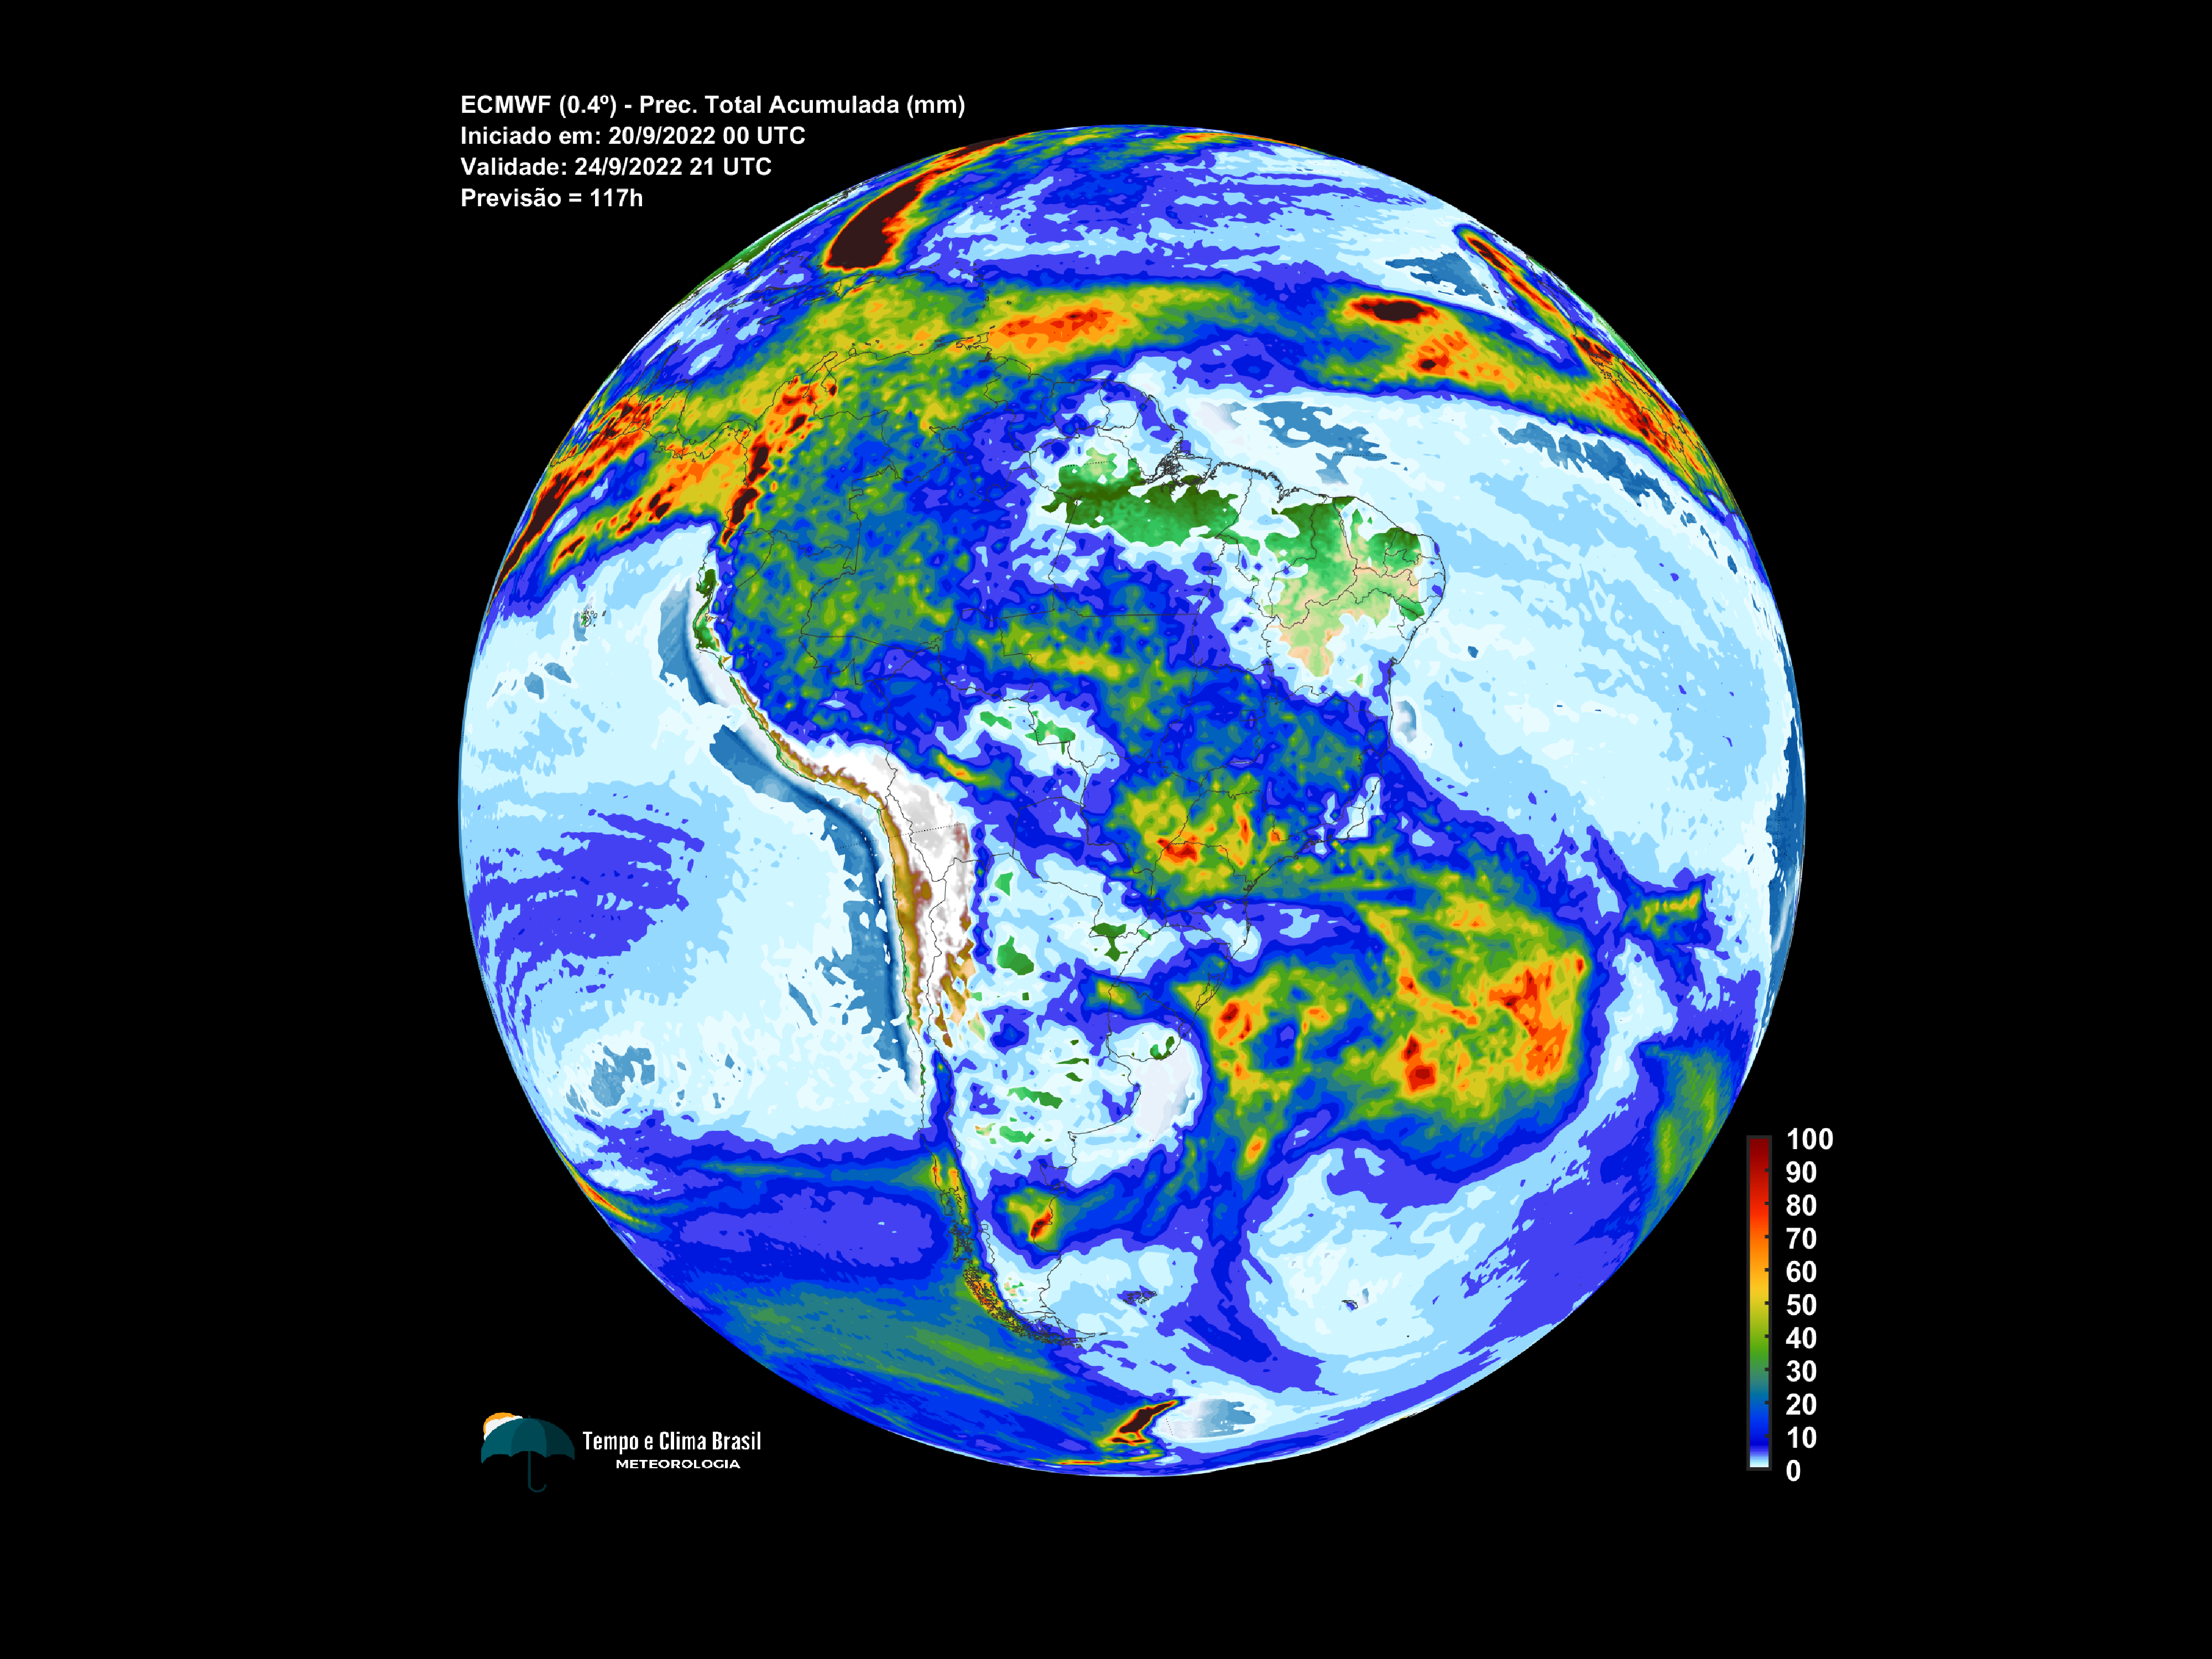 ECMWF (0.4º) - Prec. Total Acumulada (mm)
Iniciado em: 20/9/2022 00 UTC
Validade: 24/9/2022 21 UTC
Previsão = 117h
100
90
80
70
60
50
40
30
20
10
0
Tempo e Clima Brasil
METEOROLOGIA